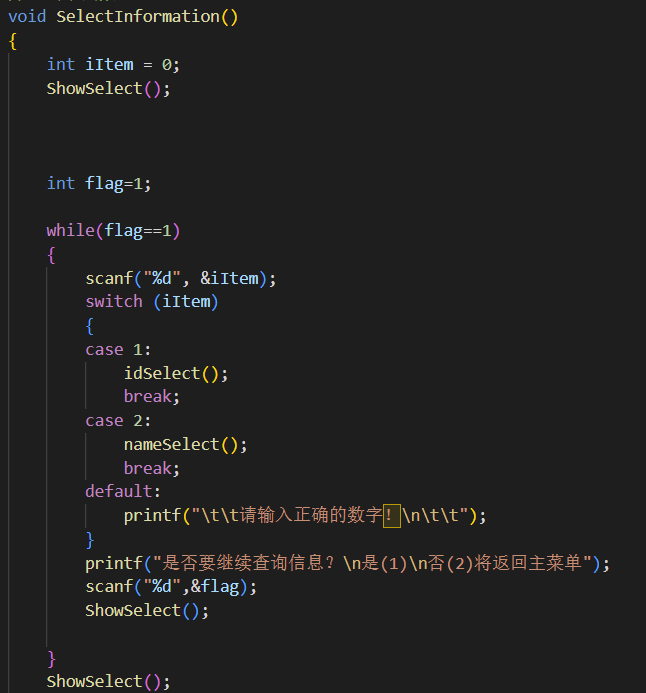 void SelectInformation()
{
    int iItem = 0;
    ShowSelect();
    int flag=1;
    while(flag==1)
    {
        scanf("%d", &iItem);
        switch (iItem)
        {
        case 1:
            idSelect();
            break;
        case 2:
            nameSelect();
            break;
        default:
            printf("\t\t请输入正确的数字！\n\t\t");
        }
        printf("是否要继续查询信息？\n是(1)\n否(2)将返回主菜单");
        scanf("%d",&flag);
        ShowSelect();
    }
    ShowSelect();